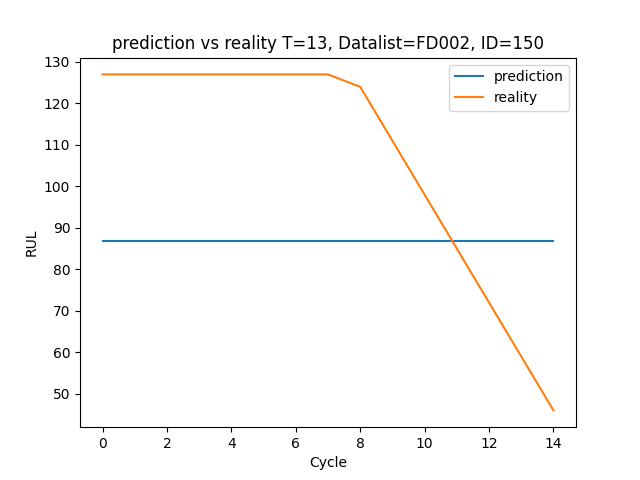 prediction vs reality T=13, Datalist=FD002, ID=150
prediction
reality
130
120
110
100
90
80
70
60
50
RUL
0 2 4 6 8 10 12 14
Cycle